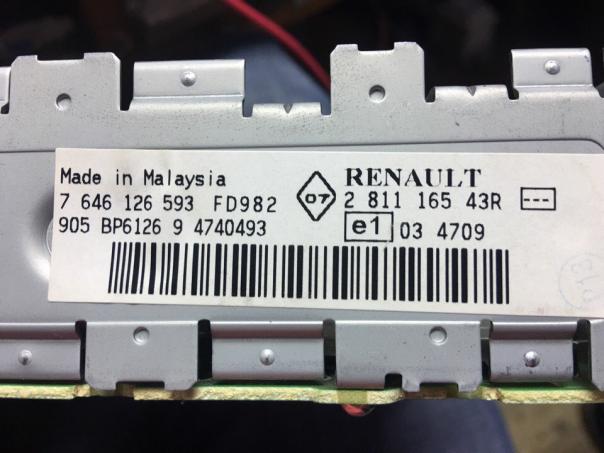 Made in Malaysia
RENAULT
7 646 126 593 FD982
07
2 811 165 43R ---
905 BP6126 9 4740493
e1 03 4709